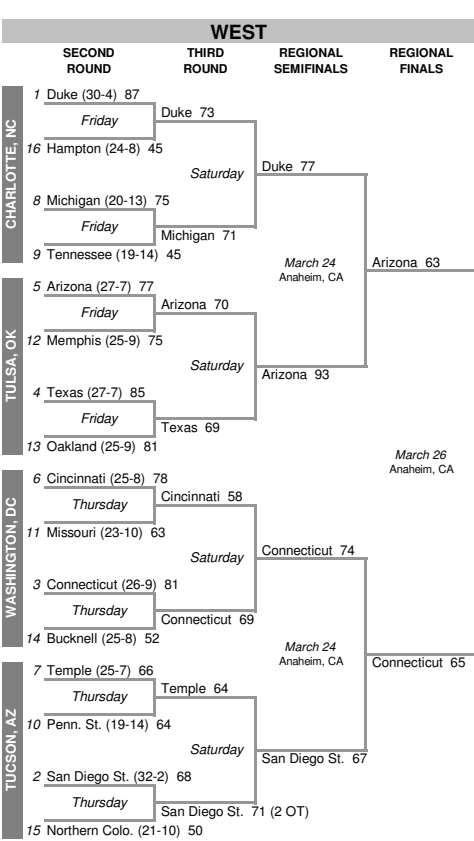 WEST
SECOND ROUND
THIRD ROUND
REGIONAL SEMIFINALS
REGIONAL FINALS
CHARLOTTE, NC
1 Duke (30-4) 87
Friday
16 Hampton (24-8) 45
8 Michigan (20-13) 75
Friday
9 Tennessee (19-14) 45
Duke 73
Saturday
Michigan 71
TULSA, OK
5 Arizona (27-7) 77
Friday
12 Memphis (25-9) 75
4 Texas (27-7) 85
Friday
13 Oakland (25-9) 81
Arizona 70
Saturday
Texas 69
Duke 77
March 24
Anaheim, CA
Arizona 93
WASHINGTON, DC
6 Cincinnati (25-8) 78
Thursday
11 Missouri (23-10) 63
3 Connecticut (26-9) 81
Thursday
14 Bucknell (25-8) 52
Cincinnati 58
Saturday
Connecticut 69
TUCSON, AZ
7 Temple (25-7) 66
Thursday
10 Penn. St. (19-14) 64
2 San Diego St. (32-2) 68
Thursday
15 Northern Colo. (21-10) 50
Temple 64
Saturday
San Diego St. 71 (2 OT)
Connecticut 74
March 24
Anaheim, CA
San Diego St. 67
Arizona 63
March 26
Anaheim, CA
Connecticut 65